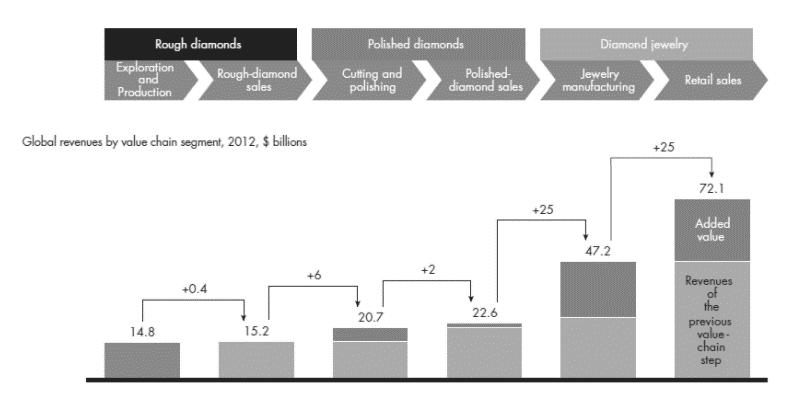 Rough diamonds
Polished diamonds
Diamond jewelry
Exploration
and
Production
Rough-diamond
sales
Cutting and
polishing
Polished-
diamond sales
Jewelry
manufacturing
Retail sales
Global revenues by value chain segment, 2012, $ billions
+25
72.1
+25
Added
value
47.2
+0.4
+6
+2
14.8
15.2
20.7
22.6
Revenues
of
the
previous
value-
chain
step